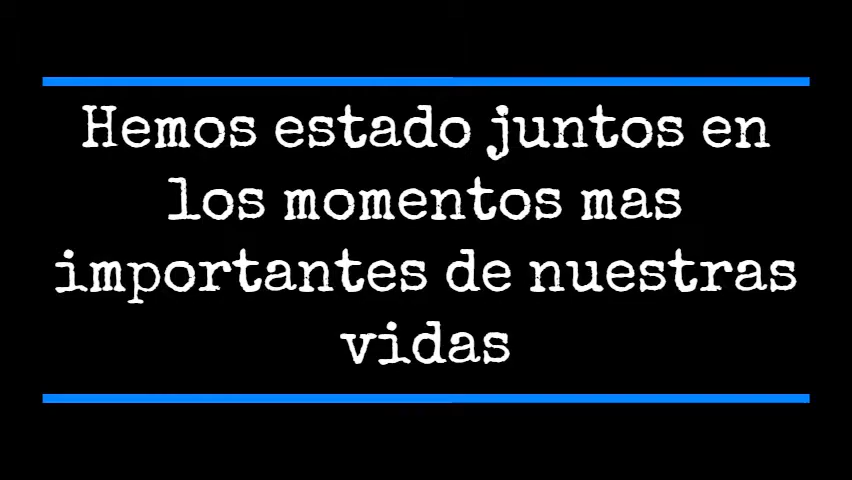 Hemos estado juntos en
los momentos mas
importantes de nuestras
vidas